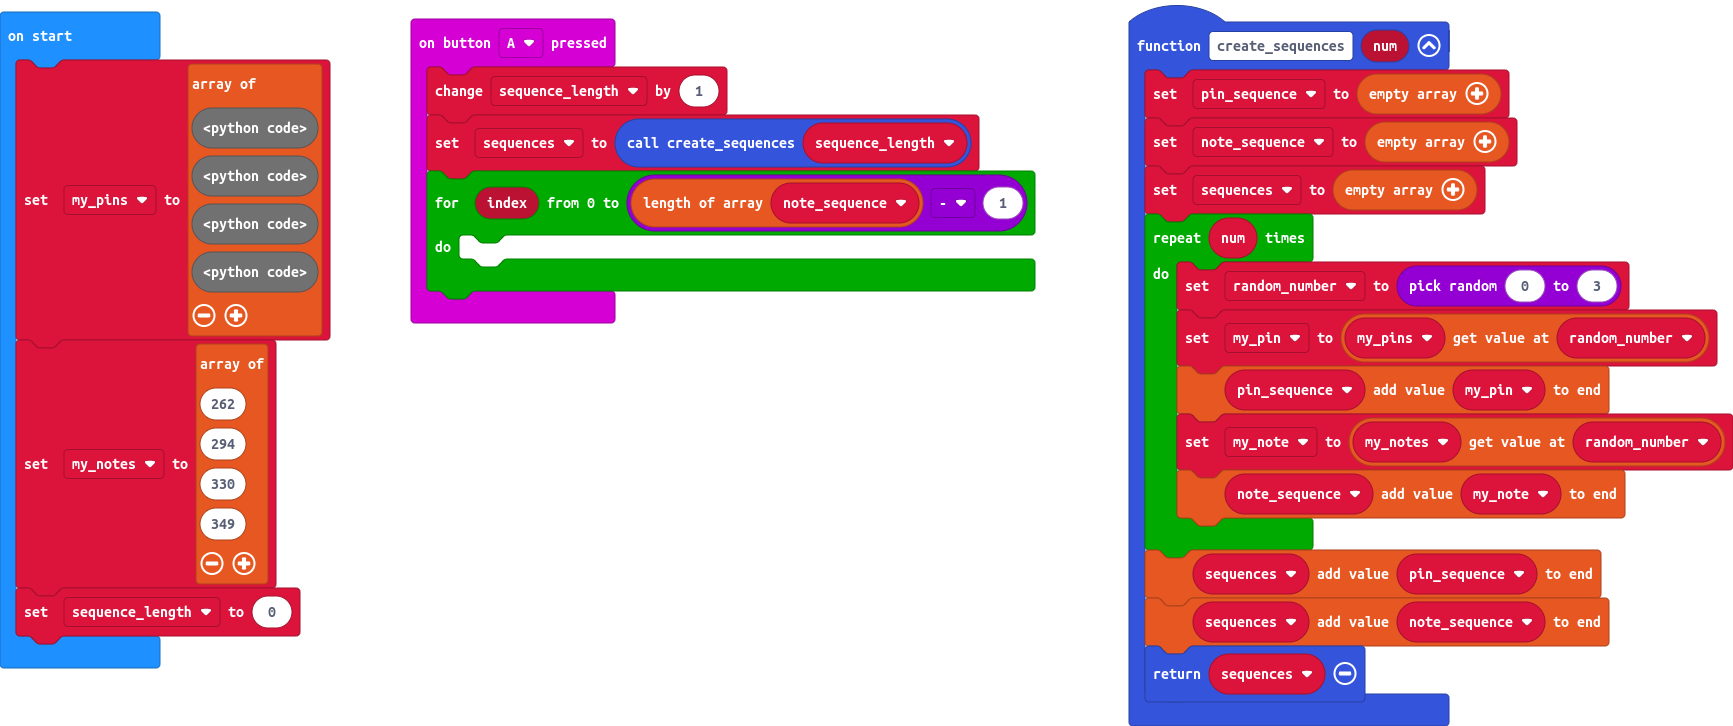 on start
set my_pins to
array of
<python code>
<python code>
<python code>
<python code>
set my_notes to
array of
262
294
330
349
set sequence_length to 0
on button A pressed
change sequence_length by 1
set sequences to call create_sequences sequence_length
for index from 0 to length of array note_sequence - 1
do
function create_sequences num
set pin_sequence to empty array
set note_sequence to empty array
set sequences to empty array
repeat num times
do
set random_number to pick random 0 to 3
set my_pin to my_pins get value at random_number
pin_sequence add value my_pin to end
set my_note to my_notes get value at random_number
note_sequence add value my_note to end
sequences add value pin_sequence to end
sequences add value note_sequence to end
return sequences